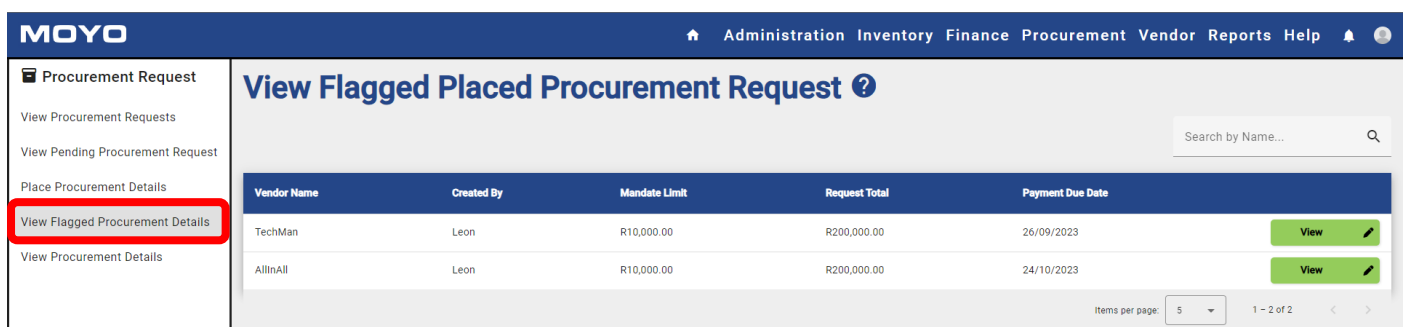 MOYO
Administration Inventory Finance Procurement Vendor Reports Help
Procurement Request
View Procurement Requests
View Pending Procurement Request
Place Procurement Details
View Flagged Procurement Details
View Procurement Details
View Flagged Placed Procurement Request ?
Search by Name...
Vendor Name Created By Mandate Limit Request Total Payment Due Date
TechMan Leon R10,000.00 R200,000.00 26/09/2023 View
AllInAll Leon R10,000.00 R200,000.00 24/10/2023 View
Items per page: 5 1 – 2 of 2